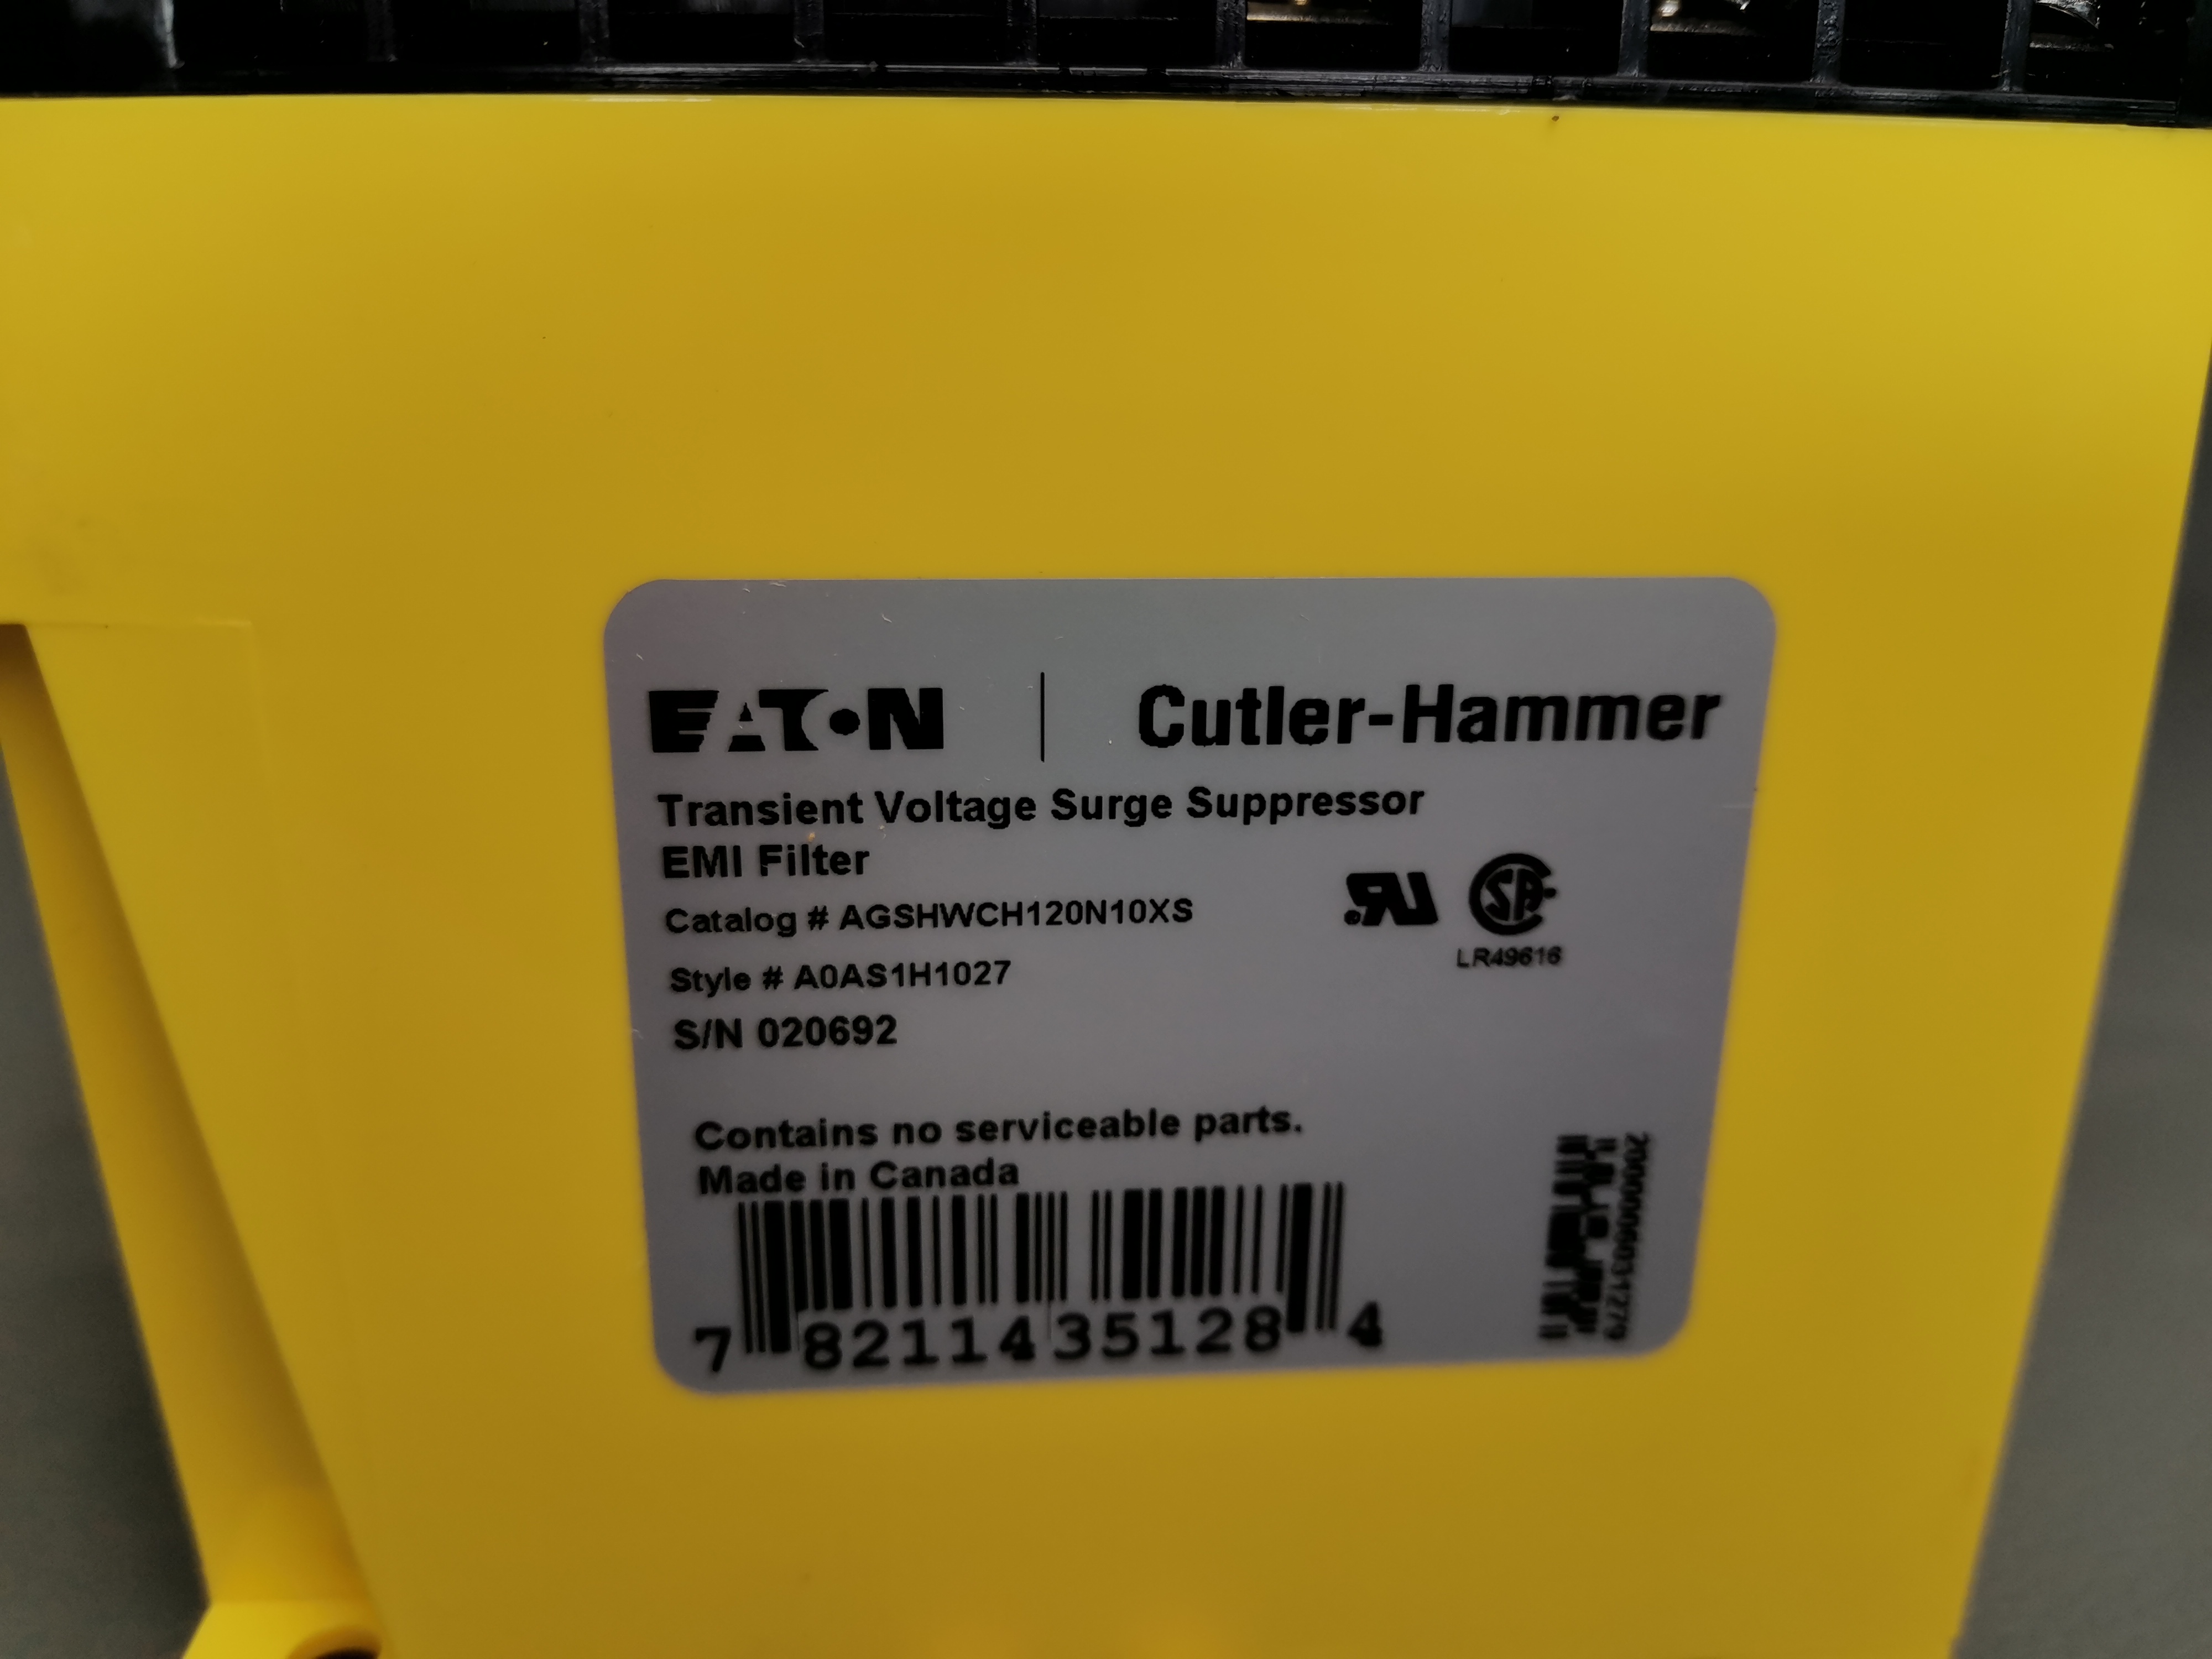 EATON | Cutler-Hammer
Transient Voltage Surge Suppressor
EMI Filter
Catalog # AGSHWCH120N10XS
Style # A0AS1H1027
S/N 020692
LR49616
Contains no serviceable parts.
Made in Canada
7 82114 35128 4